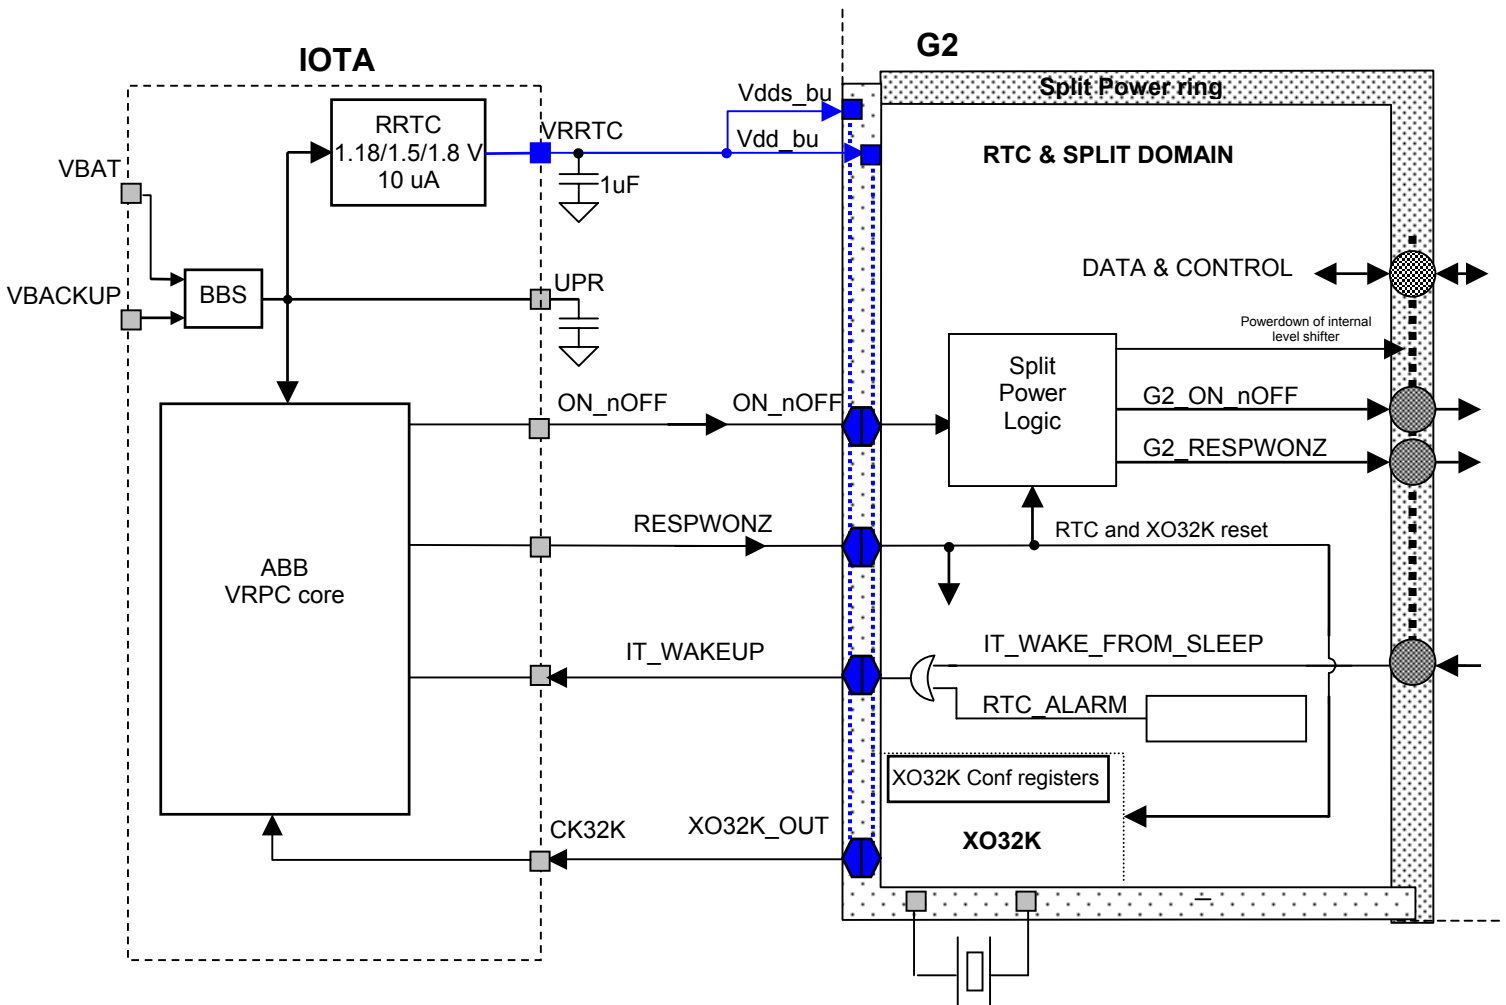 IOTA
G2
Split Power ring
RRTC
1.18/1.5/1.8 V
10 uA
VRRTC
1uF
Vdds_bu
Vdd_bu
RTC & SPLIT DOMAIN
VBAT
VBACKUP
BBS
UPR
DATA & CONTROL
Powerdown of internal
level shifter
Split
Power
Logic
G2_ON_nOFF
G2_RESPWONZ
ON_nOFF
ON_nOFF
RESPWONZ
RTC and XO32K reset
ABB
VRPC core
IT_WAKEUP
IT_WAKE_FROM_SLEEP
RTC_ALARM
XO32K Conf registers
XO32K
CK32K
XO32K_OUT